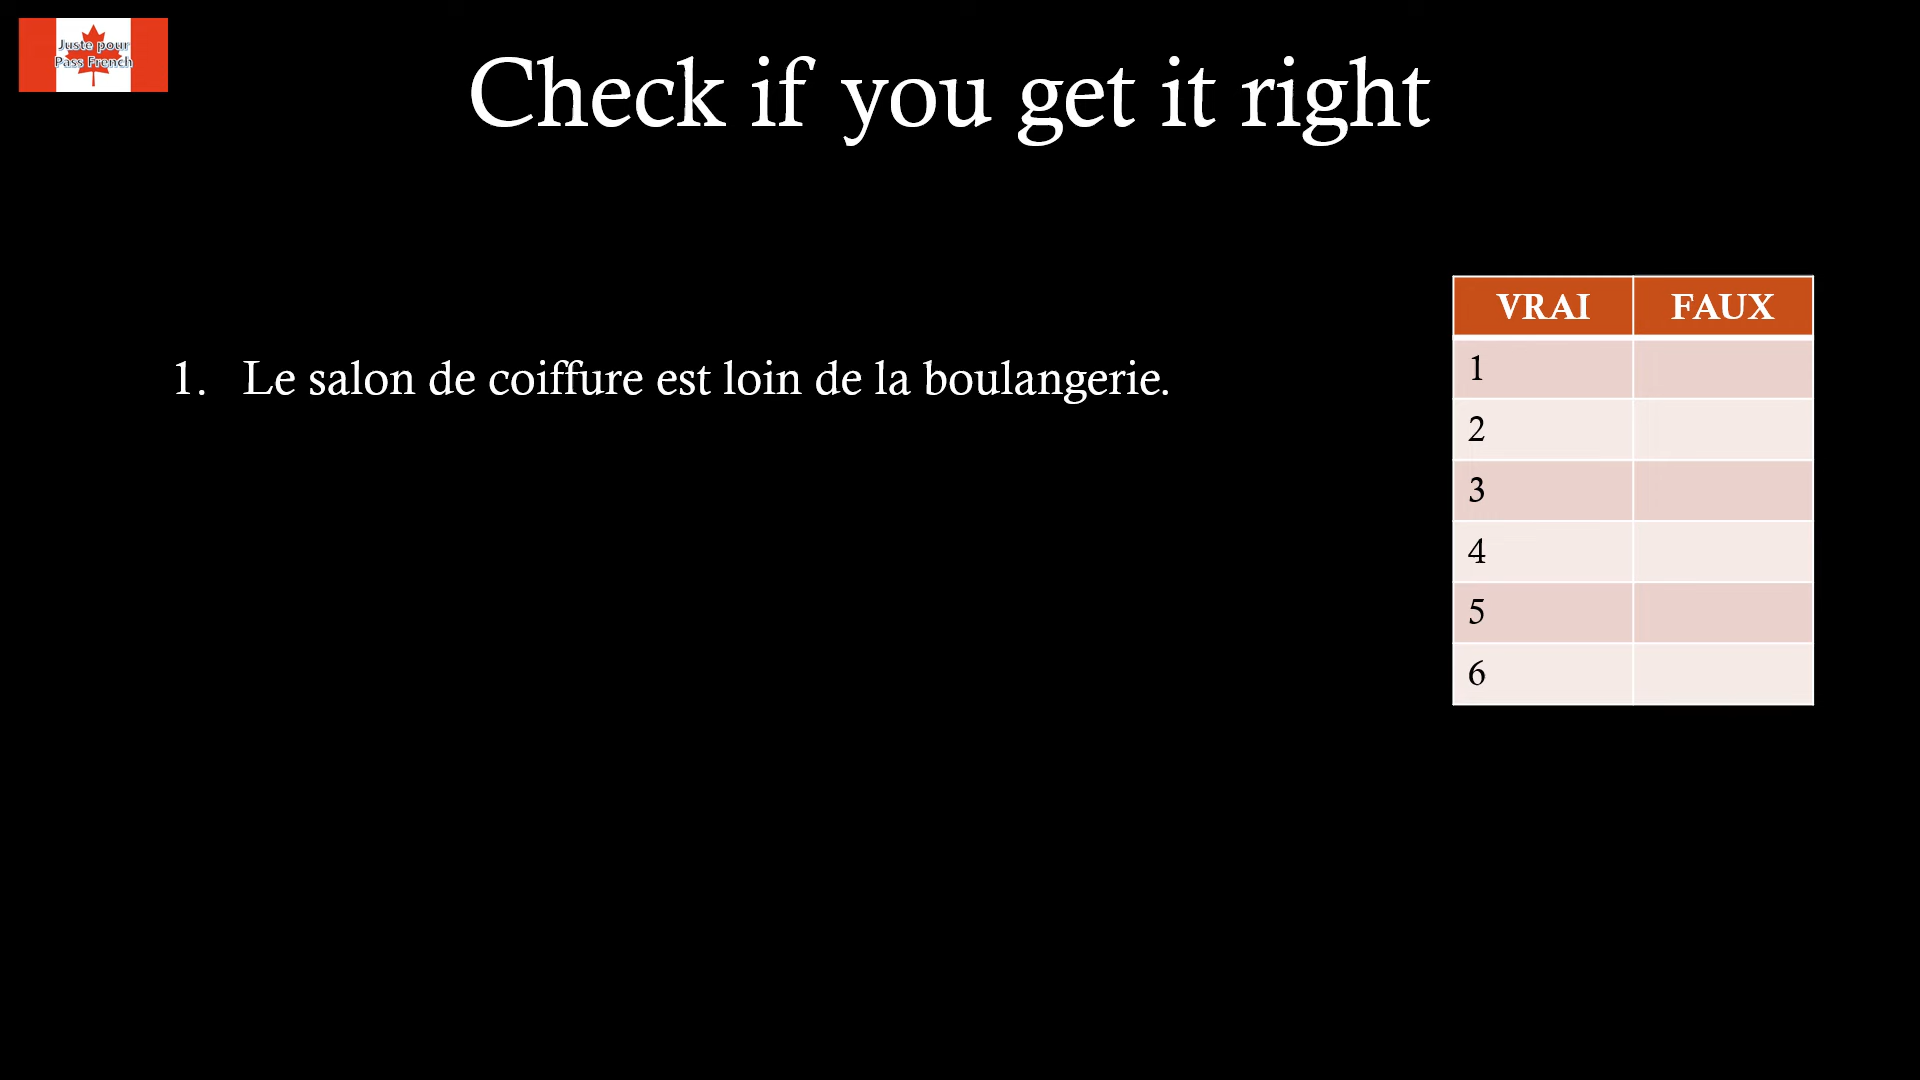 Juste pour
Pass French
Check if you get it right
1. Le salon de coiffure est loin de la boulangerie.
VRAI FAUX
1
2
3
4
5
6